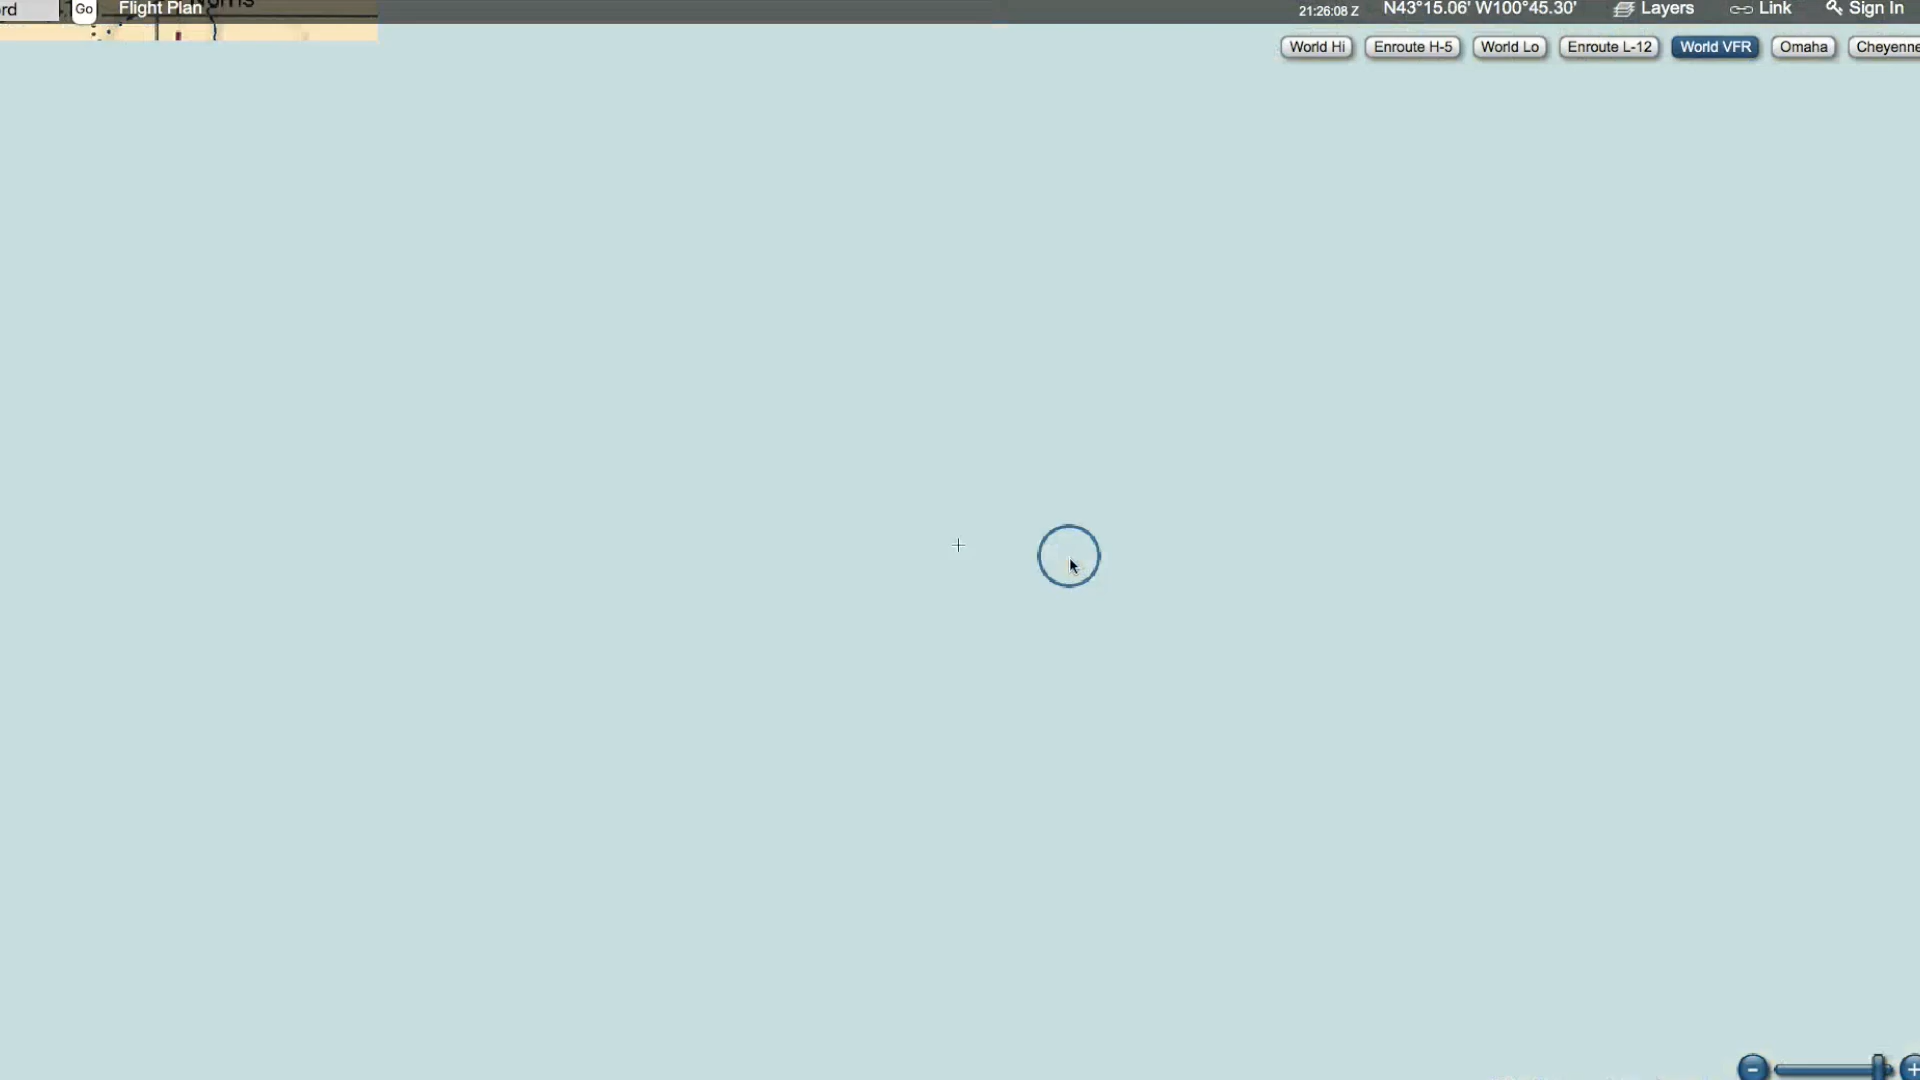 rd Go Flight Plan 21:26:08 Z N43°15.06' W100°45.30' Layers Link Sign In
World Hi Enroute H-5 World Lo Enroute L-12 World VFR Omaha Cheyenne